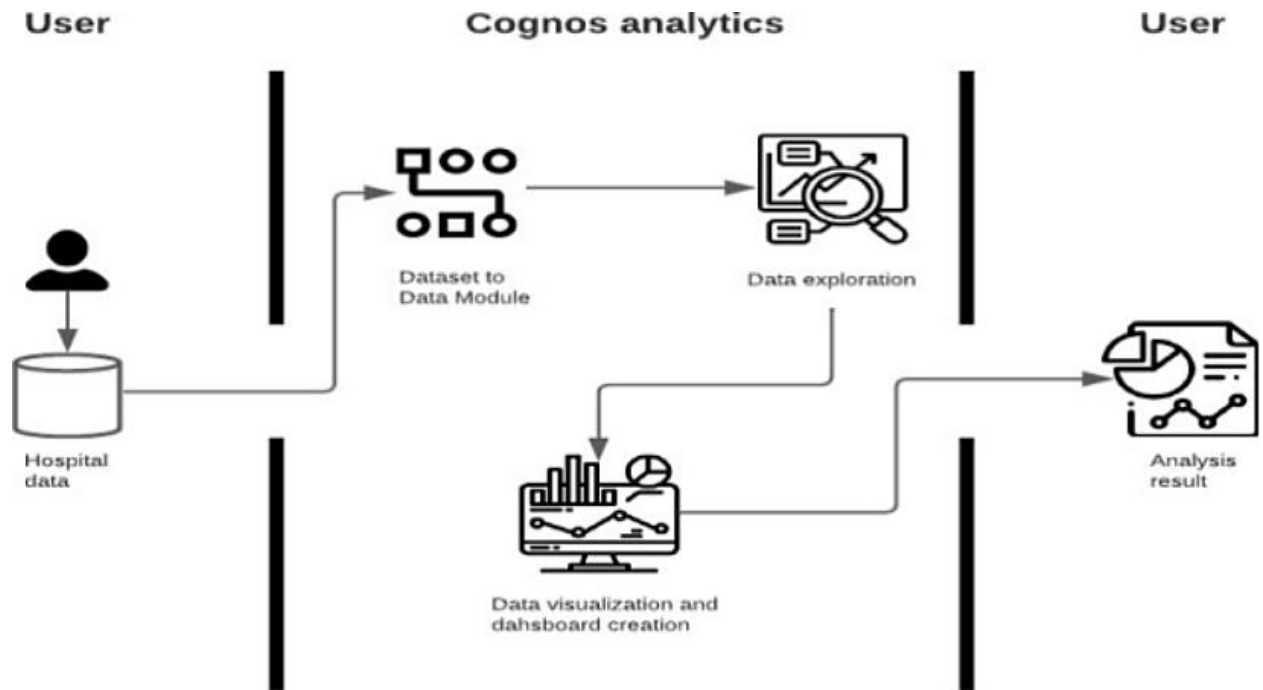 User
Cognos analytics
User
Dataset to
Data Module
Data exploration
Hospital
data
Analysis
result
Data visualization and
dahsboard creation